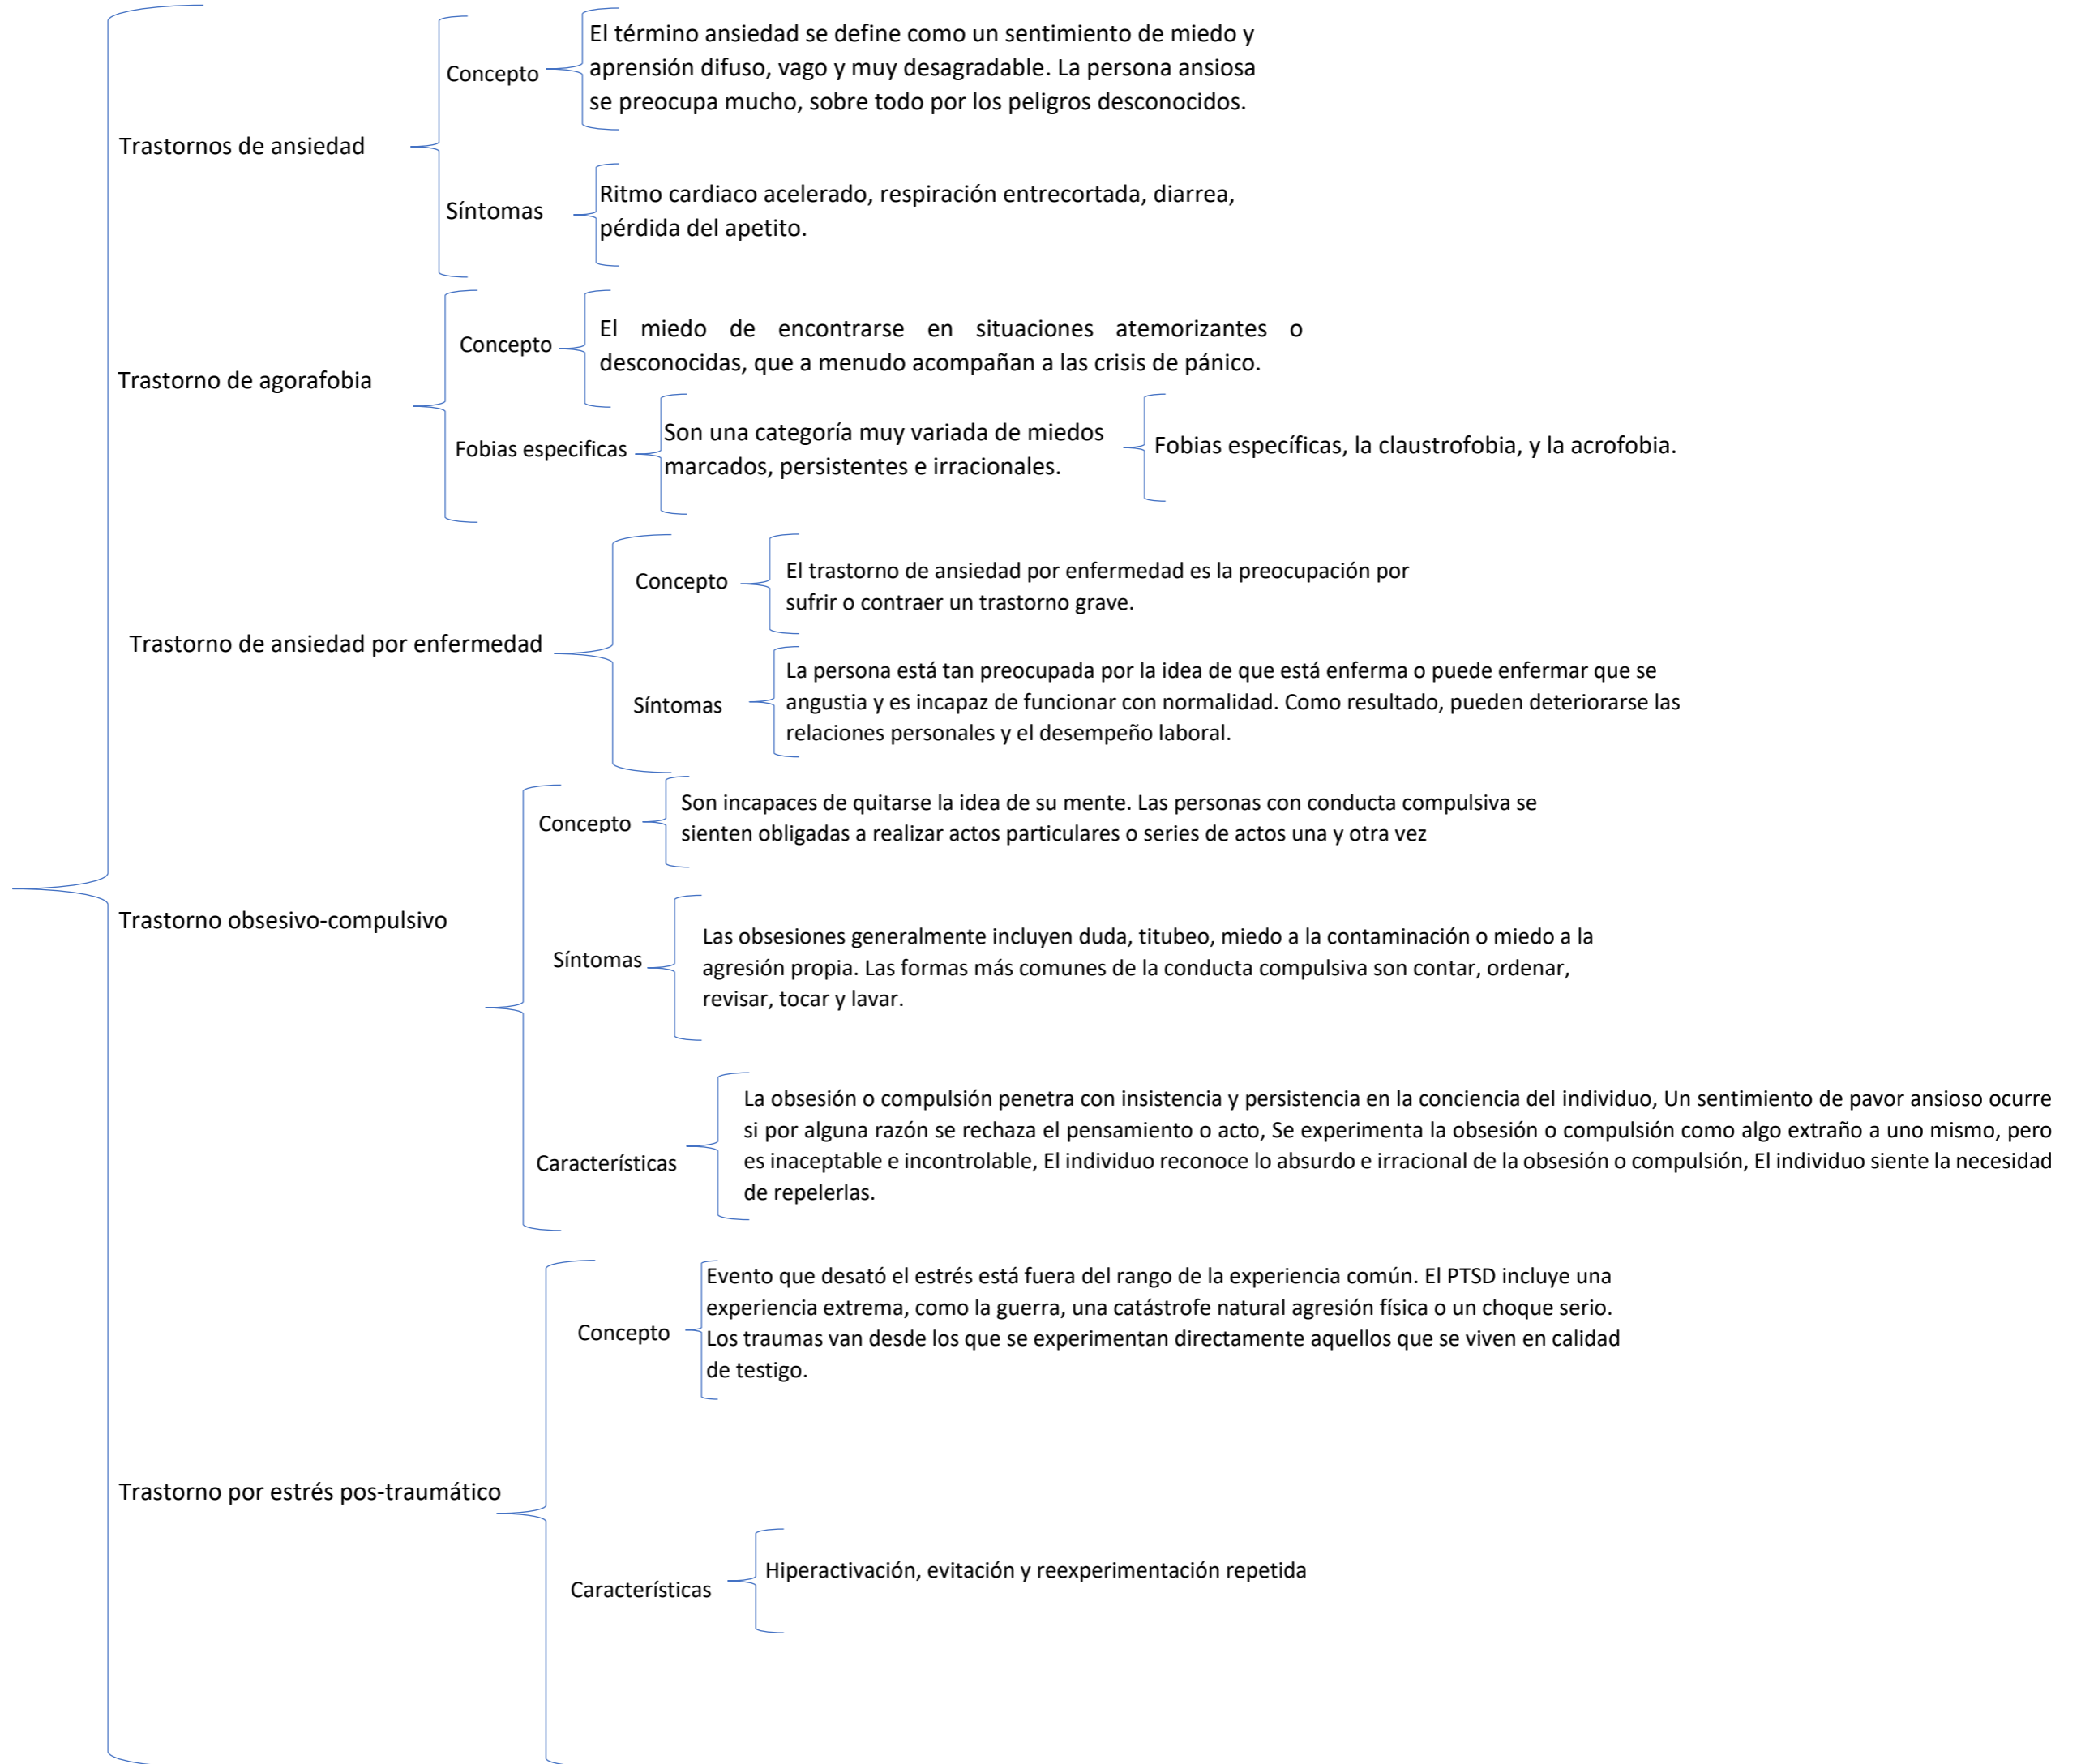 El término ansiedad se define como un sentimiento de miedo y
aprensión difuso, vago y muy desagradable. La persona ansiosa
se preocupa mucho, sobre todo por los peligros desconocidos.
Concepto
Trastornos de ansiedad
Síntomas
Ritmo cardiaco acelerado, respiración entrecortada, diarrea,
pérdida del apetito.
Concepto
El miedo de encontrarse en situaciones atemorizantes o
desconocidas, que a menudo acompañan a las crisis de pánico.
Trastorno de agorafobia
Fobias especificas
Son una categoría muy variada de miedos
marcados, persistentes e irracionales.
Fobias específicas, la claustrofobia, y la acrofobia.
Concepto
El trastorno de ansiedad por enfermedad es la preocupación por
sufrir o contraer un trastorno grave.
Trastorno de ansiedad por enfermedad
Síntomas
La persona está tan preocupada por la idea de que está enferma o puede enfermar que se
angustia y es incapaz de funcionar con normalidad. Como resultado, pueden deteriorarse las
relaciones personales y el desempeño laboral.
Concepto
Son incapaces de quitarse la idea de su mente. Las personas con conducta compulsiva se
sienten obligadas a realizar actos particulares o series de actos una y otra vez
Trastorno obsesivo-compulsivo
Síntomas
Las obsesiones generalmente incluyen duda, titubeo, miedo a la contaminación o miedo a la
agresión propia. Las formas más comunes de la conducta compulsiva son contar, ordenar,
revisar, tocar y lavar.
Características
La obsesión o compulsión penetra con insistencia y persistencia en la conciencia del individuo, Un sentimiento de pavor ansioso ocurre
si por alguna razón se rechaza el pensamiento o acto, Se experimenta la obsesión o compulsión como algo extraño a uno mismo, pero
es inaceptable e incontrolable, El individuo reconoce lo absurdo e irracional de la obsesión o compulsión, El individuo siente la necesidad
de repelerlas.
Concepto
Evento que desató el estrés está fuera del rango de la experiencia común. El PTSD incluye una
experiencia extrema, como la guerra, una catástrofe natural agresión física o un choque serio.
Los traumas van desde los que se experimentan directamente aquellos que se viven en calidad
de testigo.
Trastorno por estrés pos-traumático
Características
Hiperactivación, evitación y reexperimentación repetida